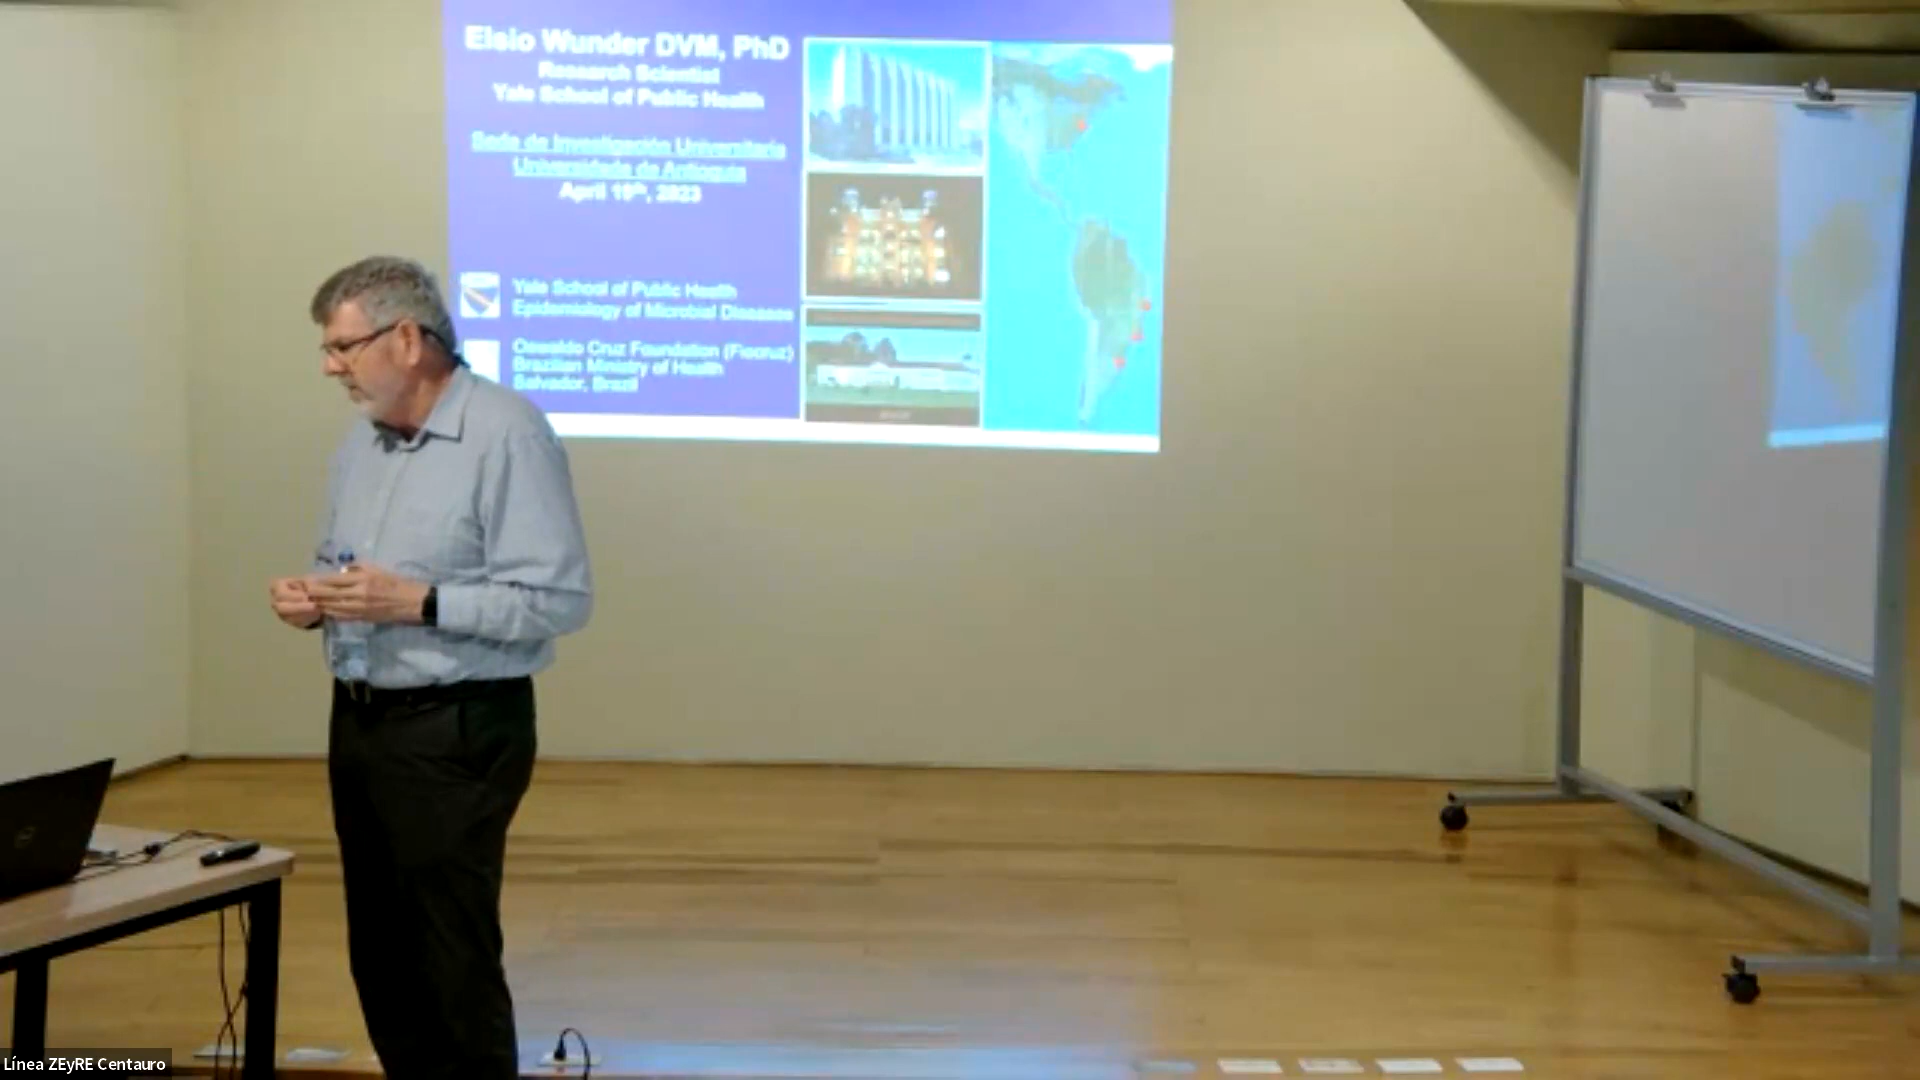 Elsio Wunder DVM, PhD
Research Scientist
Yale School of Public Health
Sede de Investigación Universitaria
Universidade de Antioquia
April 19th, 2023
Yale School of Public Health
Epidemiology of Microbial Diseases
Oswaldo Cruz Foundation (Fiocruz)
Brazilian Ministry of Health
Salvador, Brazil
Línea ZEyRE Centauro